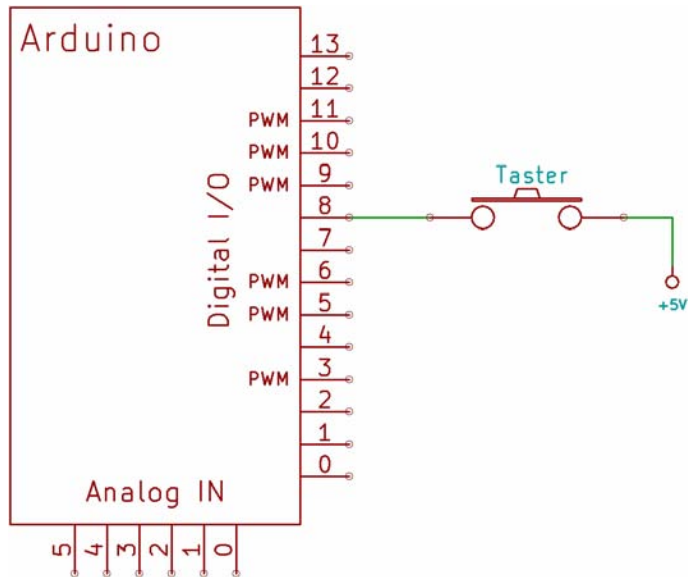 Arduino
13
12
PWM 11
PWM 10
PWM 9
8
7
PWM 6
PWM 5
4
PWM 3
2
1
0
Digital I/O
Taster
+5V
Analog IN
5 4 3 2 1 0